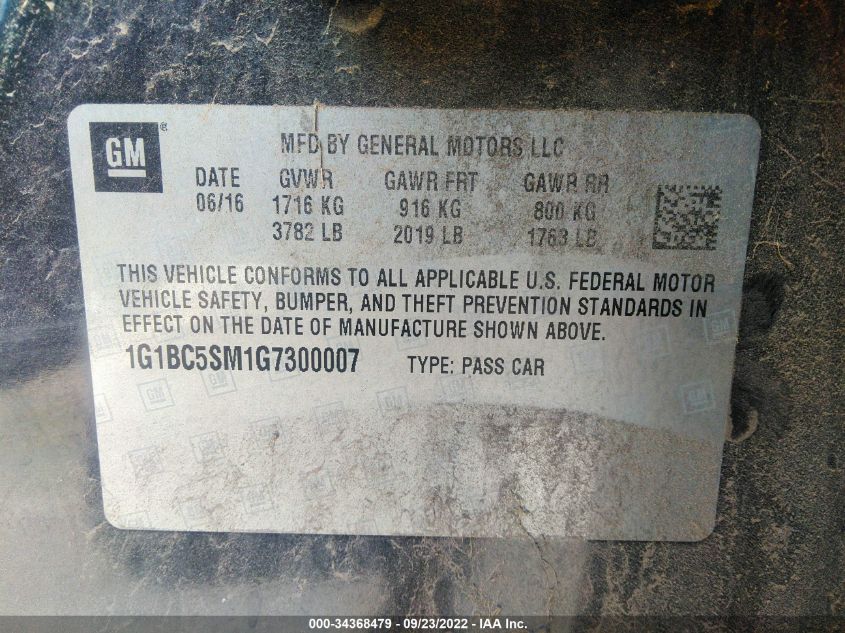 GM®
MFD BY GENERAL MOTORS LLC
DATE GVWR GAWR FRT GAWR RR
06/16 1716 KG 916 KG 800 KG
3782 LB 2019 LB 1763 LB
THIS VEHICLE CONFORMS TO ALL APPLICABLE U.S. FEDERAL MOTOR
VEHICLE SAFETY, BUMPER, AND THEFT PREVENTION STANDARDS IN
EFFECT ON THE DATE OF MANUFACTURE SHOWN ABOVE.
1G1BC5SM1G7300007 TYPE: PASS CAR
000-34368479 - 09/23/2022 - IAA Inc.